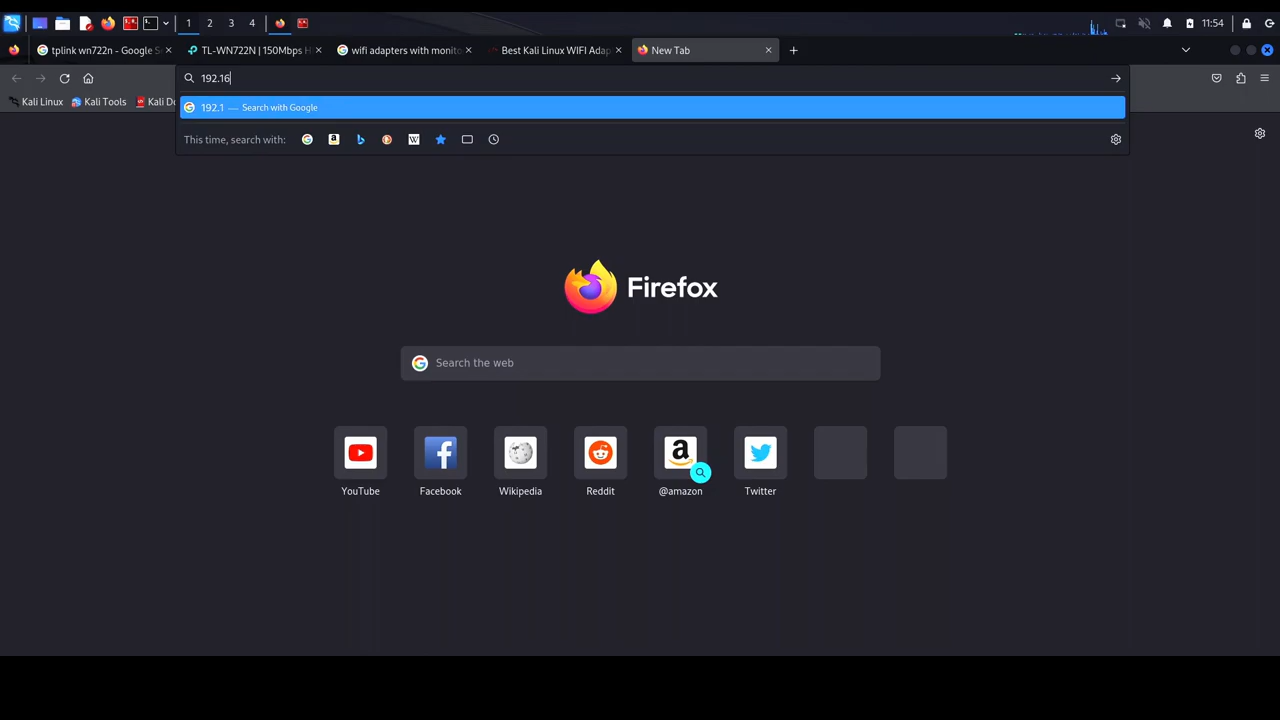 1 2 3 4 11:54
tplink wn722n - Google S
TL-WN722N | 150Mbps H
wifi adapters with monito
Best Kali Linux WIFI Adap
New Tab
192.16
Kali Linux Kali Tools Kali Do
192.1 — Search with Google
This time, search with:
Firefox
Search the web
YouTube Facebook Wikipedia Reddit @amazon Twitter